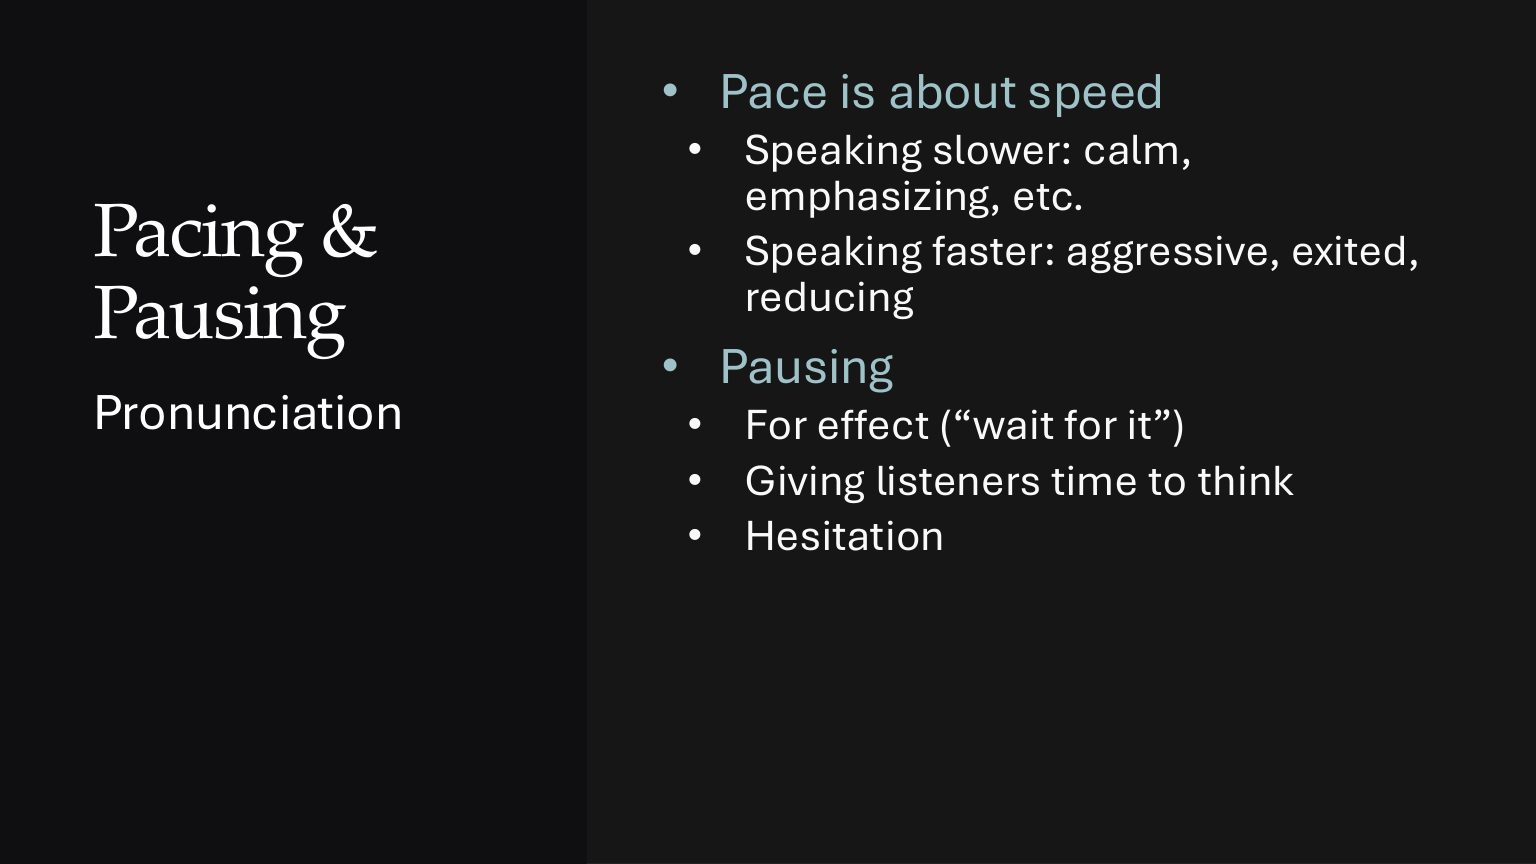 Pacing &
Pausing
Pronunciation
• Pace is about speed
• Speaking slower: calm,
emphasizing, etc.
• Speaking faster: aggressive, exited,
reducing
• Pausing
• For effect (“wait for it”)
• Giving listeners time to think
• Hesitation